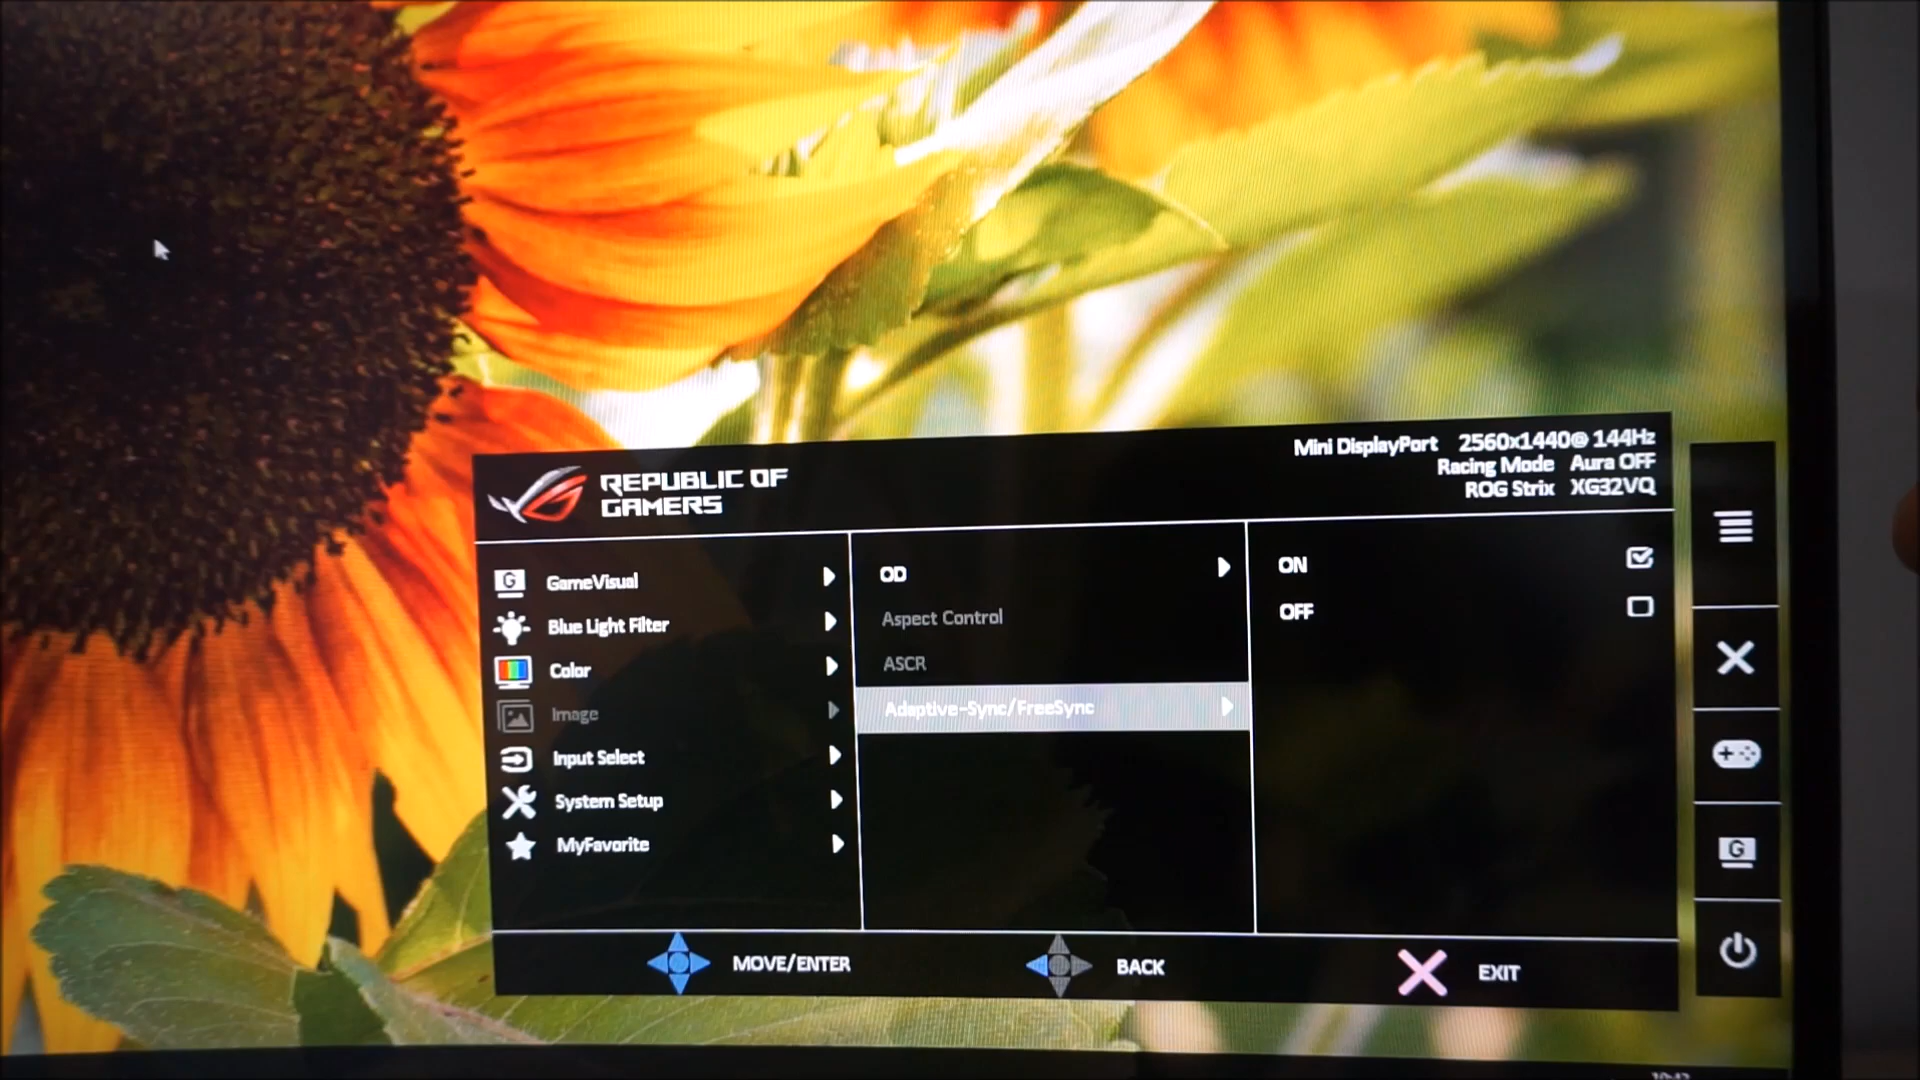 REPUBLIC OF
GAMERS
Mini DisplayPort 2560x1440@ 144Hz
Racing Mode Aura OFF
ROG Strix XG32VQ
GameVisual
Blue Light Filter
Color
Image
Input Select
System Setup
MyFavorite
OD
Aspect Control
ASCR
Adaptive-Sync/FreeSync
ON
OFF
MOVE/ENTER
BACK
EXIT
G
G